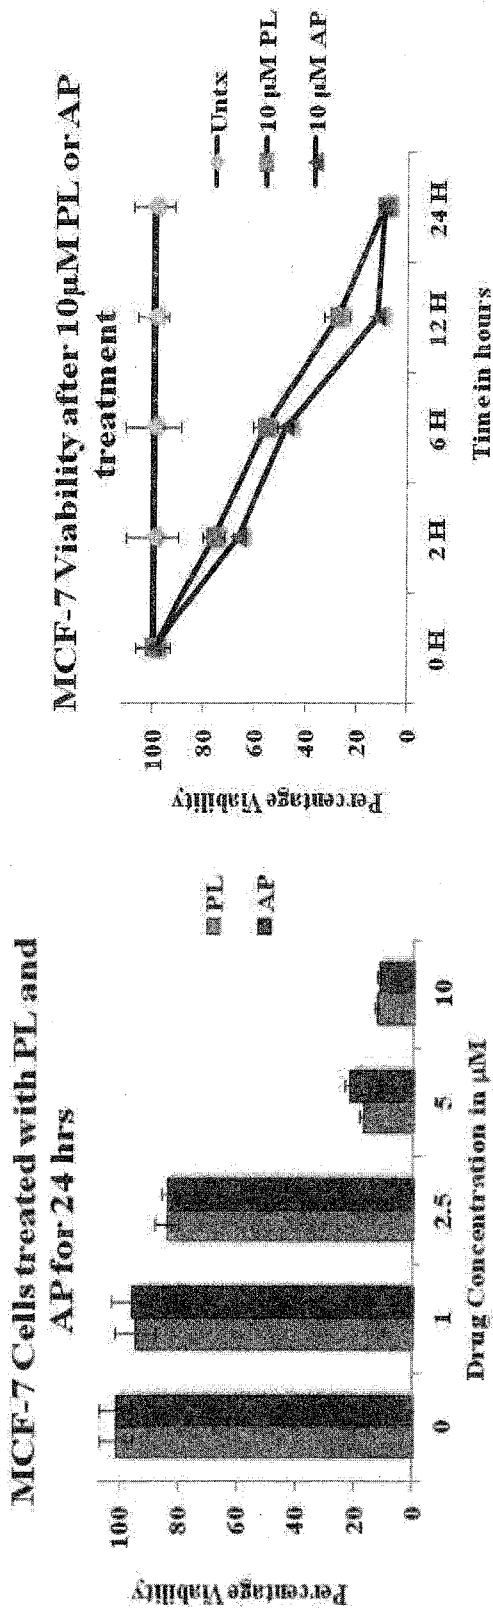 MCF-7 Cells treated with PL and
AP for 24 hrs
Percentage Viability
100
80
60
40
20
0
0 1 2.5 5 10
Drug Concentration in µM
PL
AP
MCF-7 Viability after 10µM PL or AP
treatment
Percentage Viability
100
80
60
40
20
0
0 H 2 H 6 H 12 H 24 H
Time in hours
Untx
10 µM PL
10 µM AP